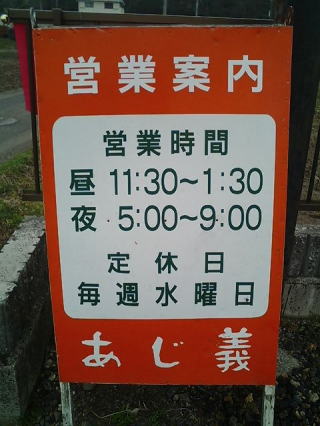 営業案内
営業時間
昼 11:30〜1:30
夜 5:00〜9:00
定休日
毎週水曜日
あじ義